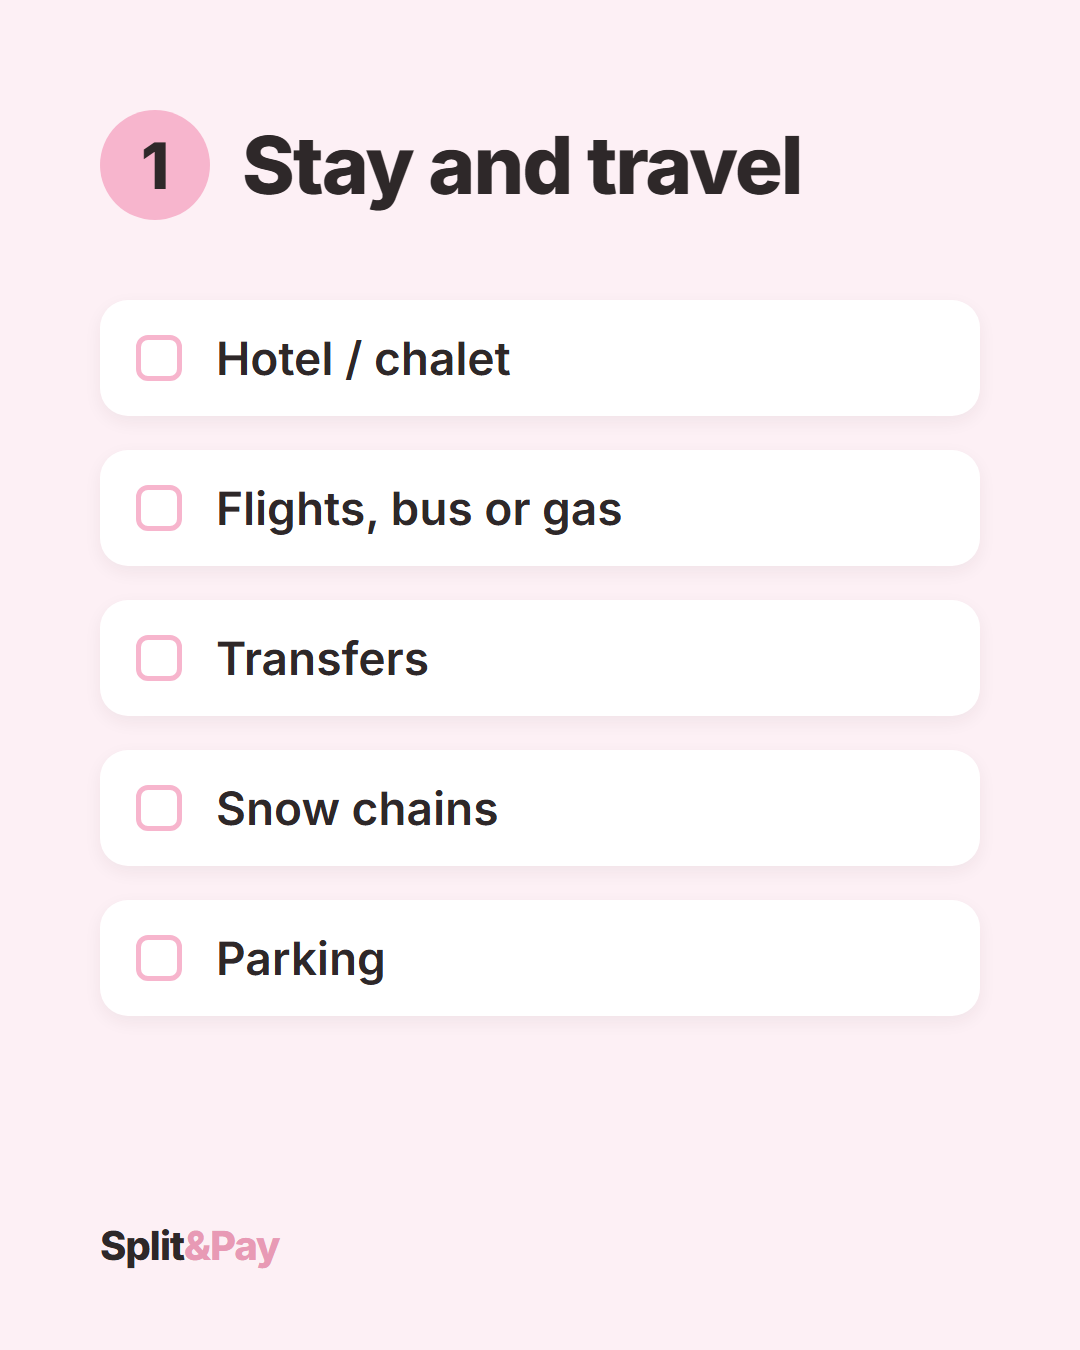 1 Stay and travel
Hotel / chalet
Flights, bus or gas
Transfers
Snow chains
Parking
Split&Pay